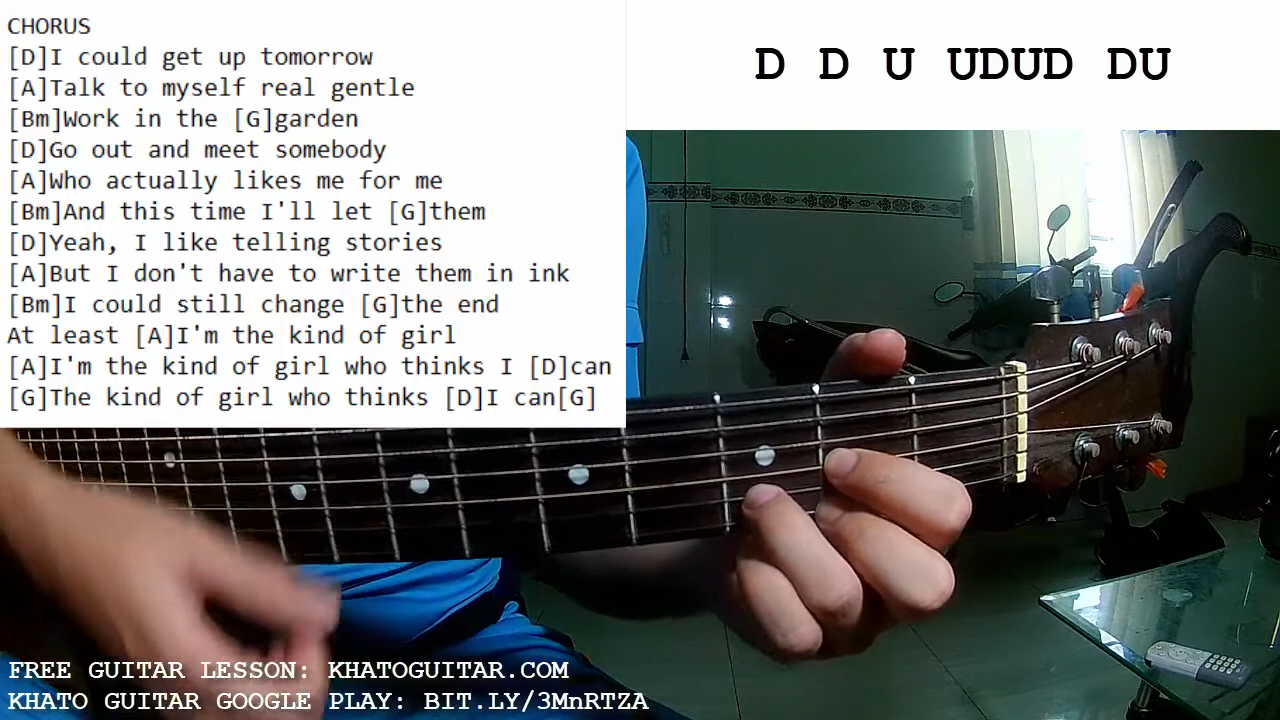 CHORUS
[D]I could get up tomorrow
[A]Talk to myself real gentle
[Bm]Work in the [G]garden
[D]Go out and meet somebody
[A]Who actually likes me for me
[Bm]And this time I'll let [G]them
[D]Yeah, I like telling stories
[A]But I don't have to write them in ink
[Bm]I could still change [G]the end
At least [A]I'm the kind of girl
[A]I'm the kind of girl who thinks I [D]can
[G]The kind of girl who thinks [D]I can[G]
D D U UDUD DU
FREE GUITAR LESSON: KHATOGUITAR.COM
KHATO GUITAR GOOGLE PLAY: BIT.LY/3MnRTZA